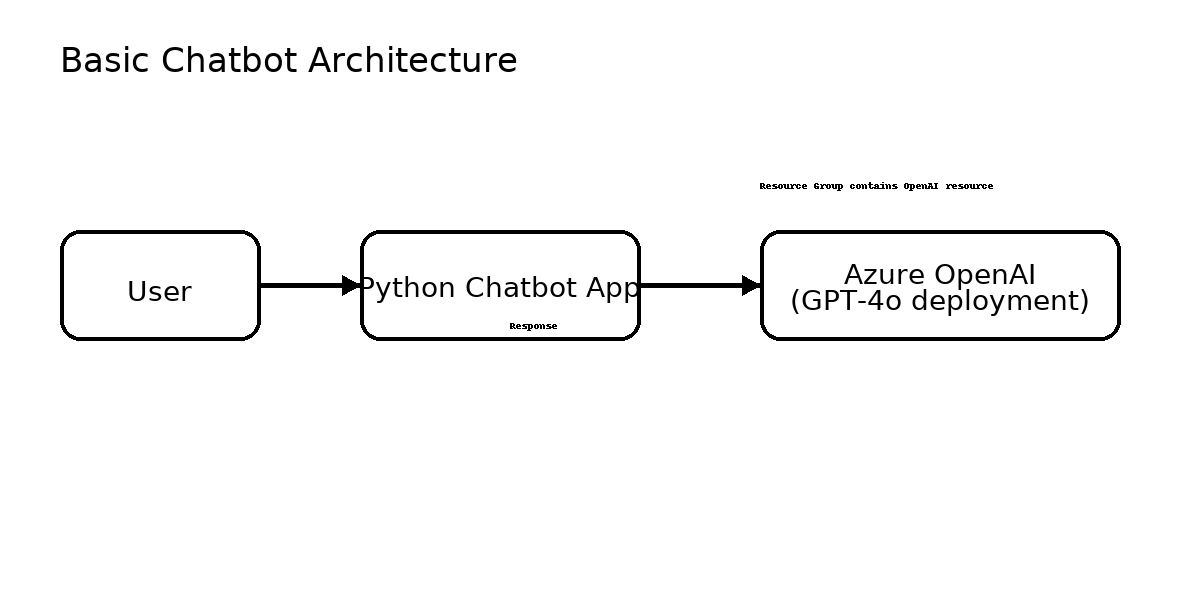 Basic Chatbot Architecture
Resource Group contains OpenAI resource
User
Python Chatbot App
Response
Azure OpenAI
(GPT-4o deployment)